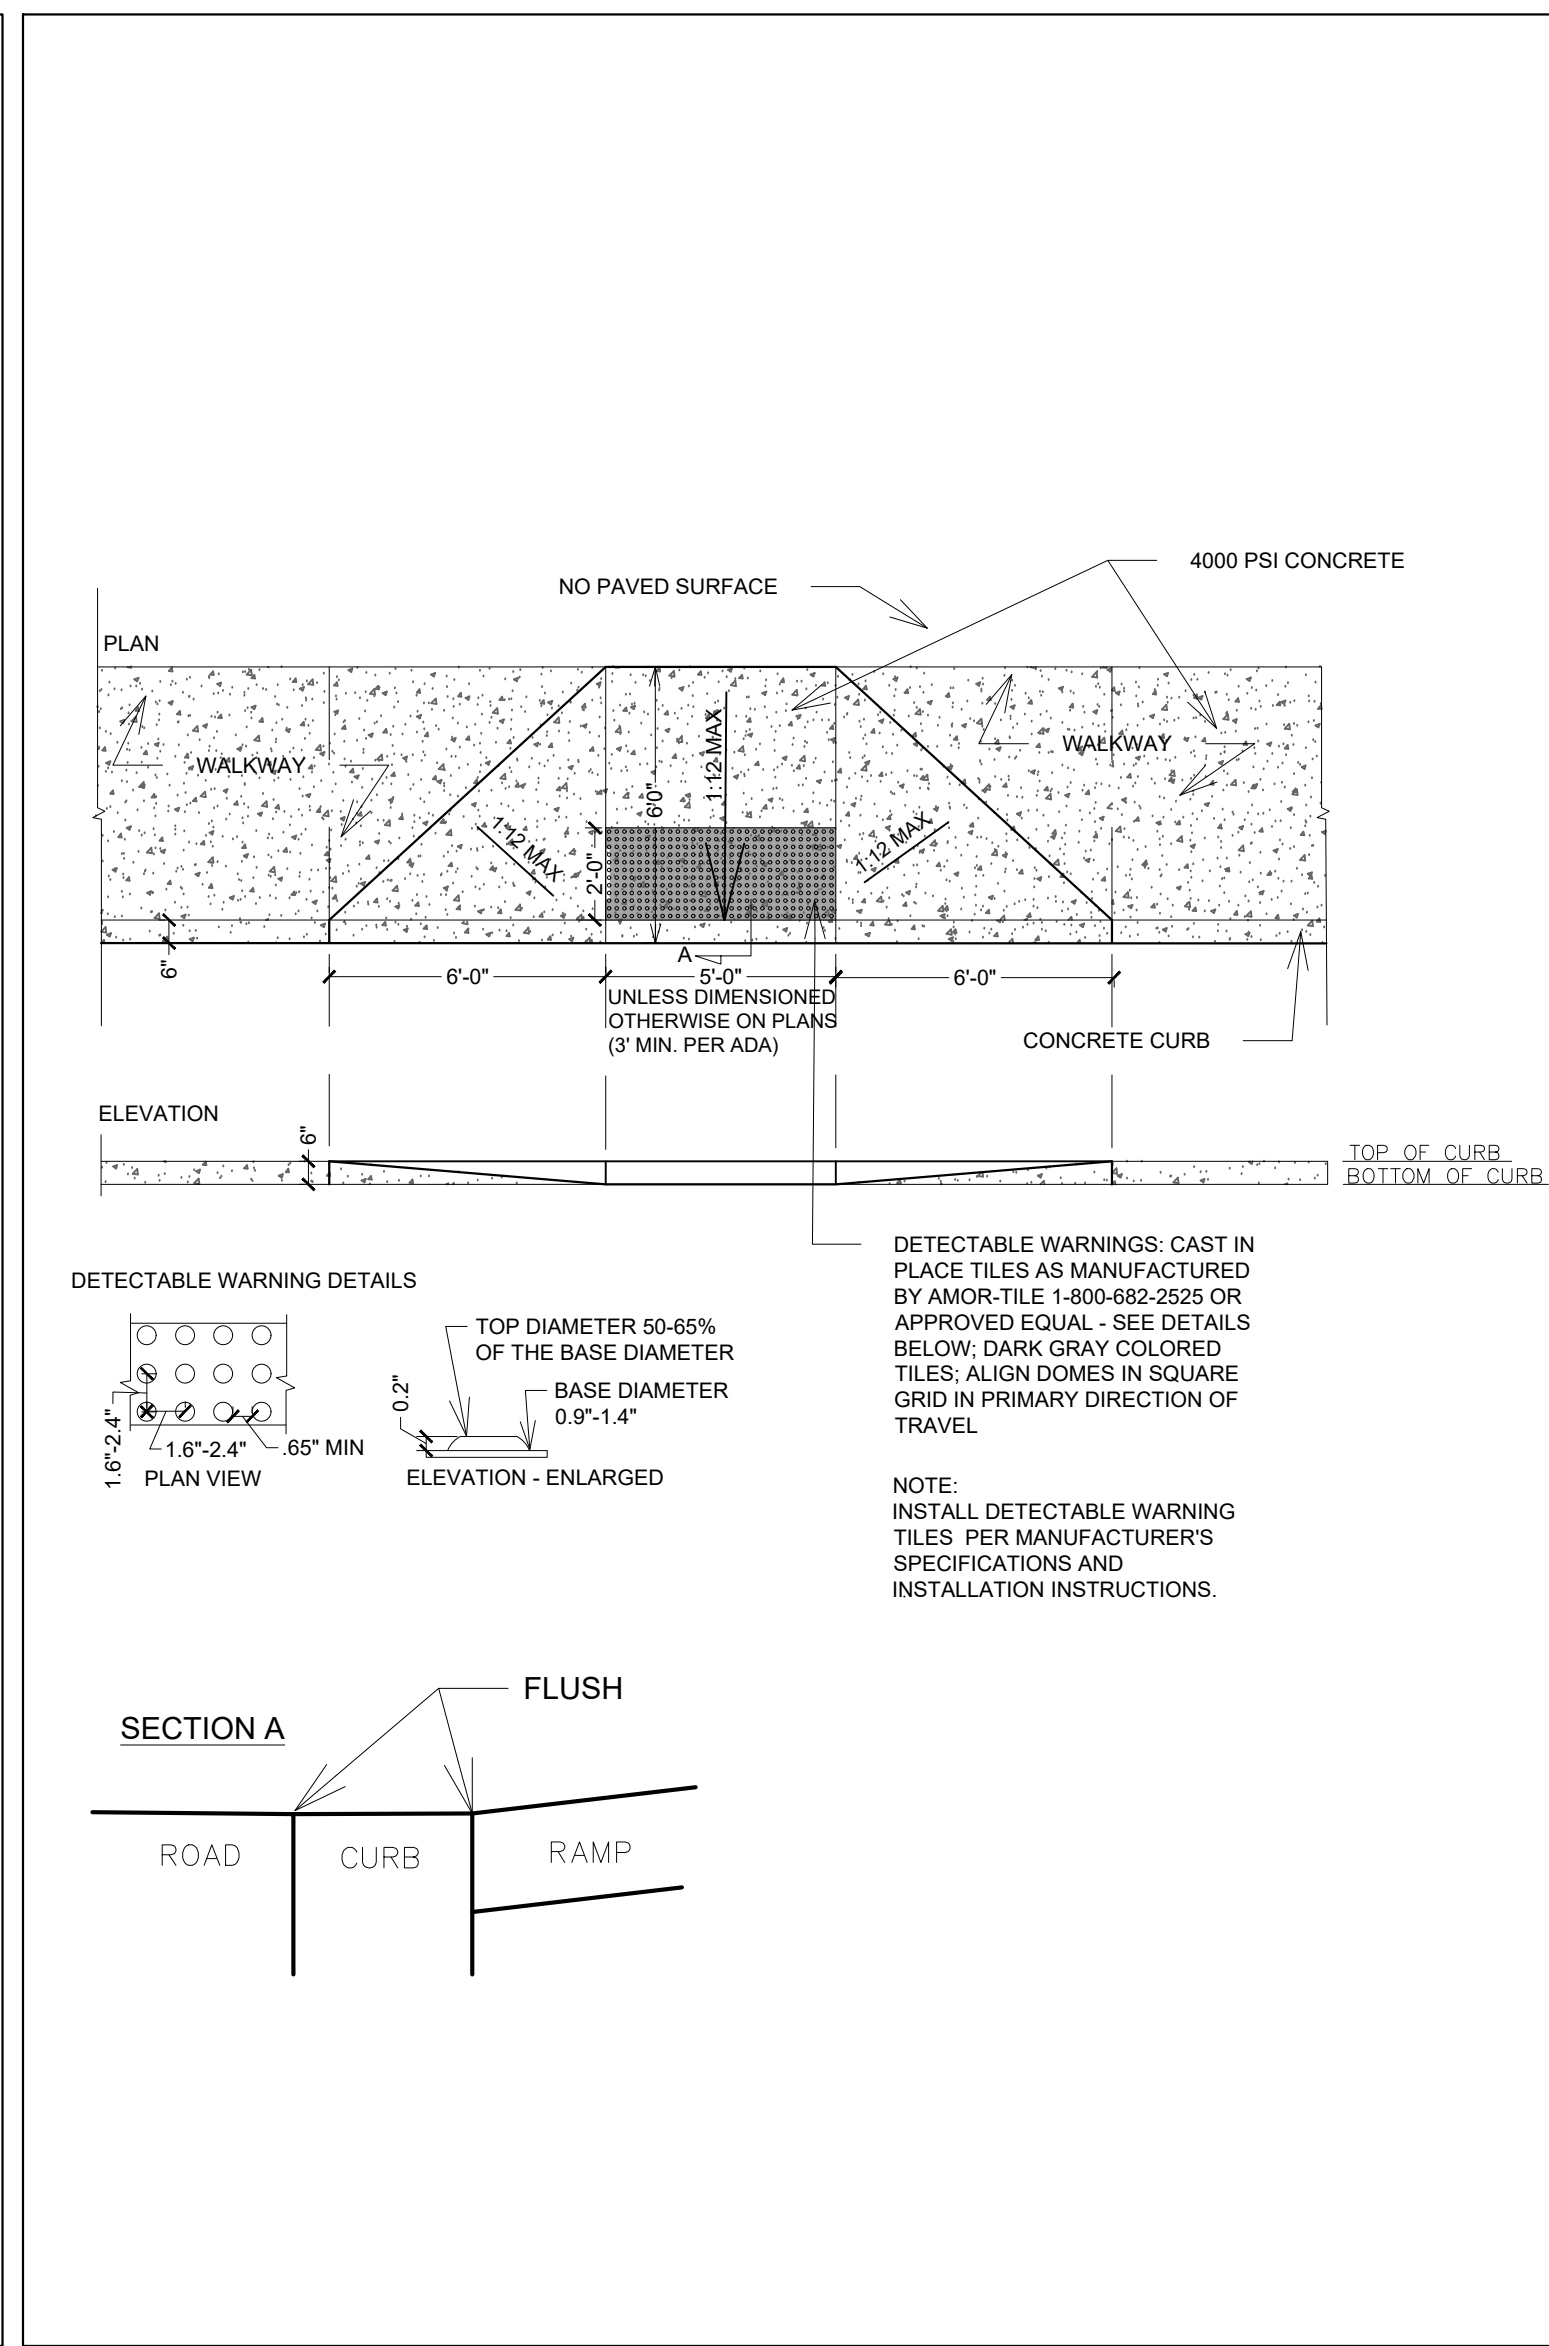 4000 PSI CONCRETE
NO PAVED SURFACE
PLAN
WALKWAY
WALKWAY
1:12 MAX
6'0"
1:12 MAX
1:12 MAX
2'-0"
6"
A
6'-0"
5'-0"
6'-0"
UNLESS DIMENSIONED
OTHERWISE ON PLANS
(3' MIN. PER ADA)
CONCRETE CURB
ELEVATION
6"
TOP OF CURB
BOTTOM OF CURB
DETECTABLE WARNINGS: CAST IN
PLACE TILES AS MANUFACTURED
BY AMOR-TILE 1-800-682-2525 OR
APPROVED EQUAL - SEE DETAILS
BELOW; DARK GRAY COLORED
TILES; ALIGN DOMES IN SQUARE
GRID IN PRIMARY DIRECTION OF
TRAVEL
DETECTABLE WARNING DETAILS
1.6"-2.4"
1.6"-2.4"
.65" MIN
PLAN VIEW
TOP DIAMETER 50-65%
OF THE BASE DIAMETER
0.2"
BASE DIAMETER
0.9"-1.4"
ELEVATION - ENLARGED
NOTE:
INSTALL DETECTABLE WARNING
TILES PER MANUFACTURER'S
SPECIFICATIONS AND
INSTALLATION INSTRUCTIONS.
FLUSH
SECTION A
ROAD
CURB
RAMP